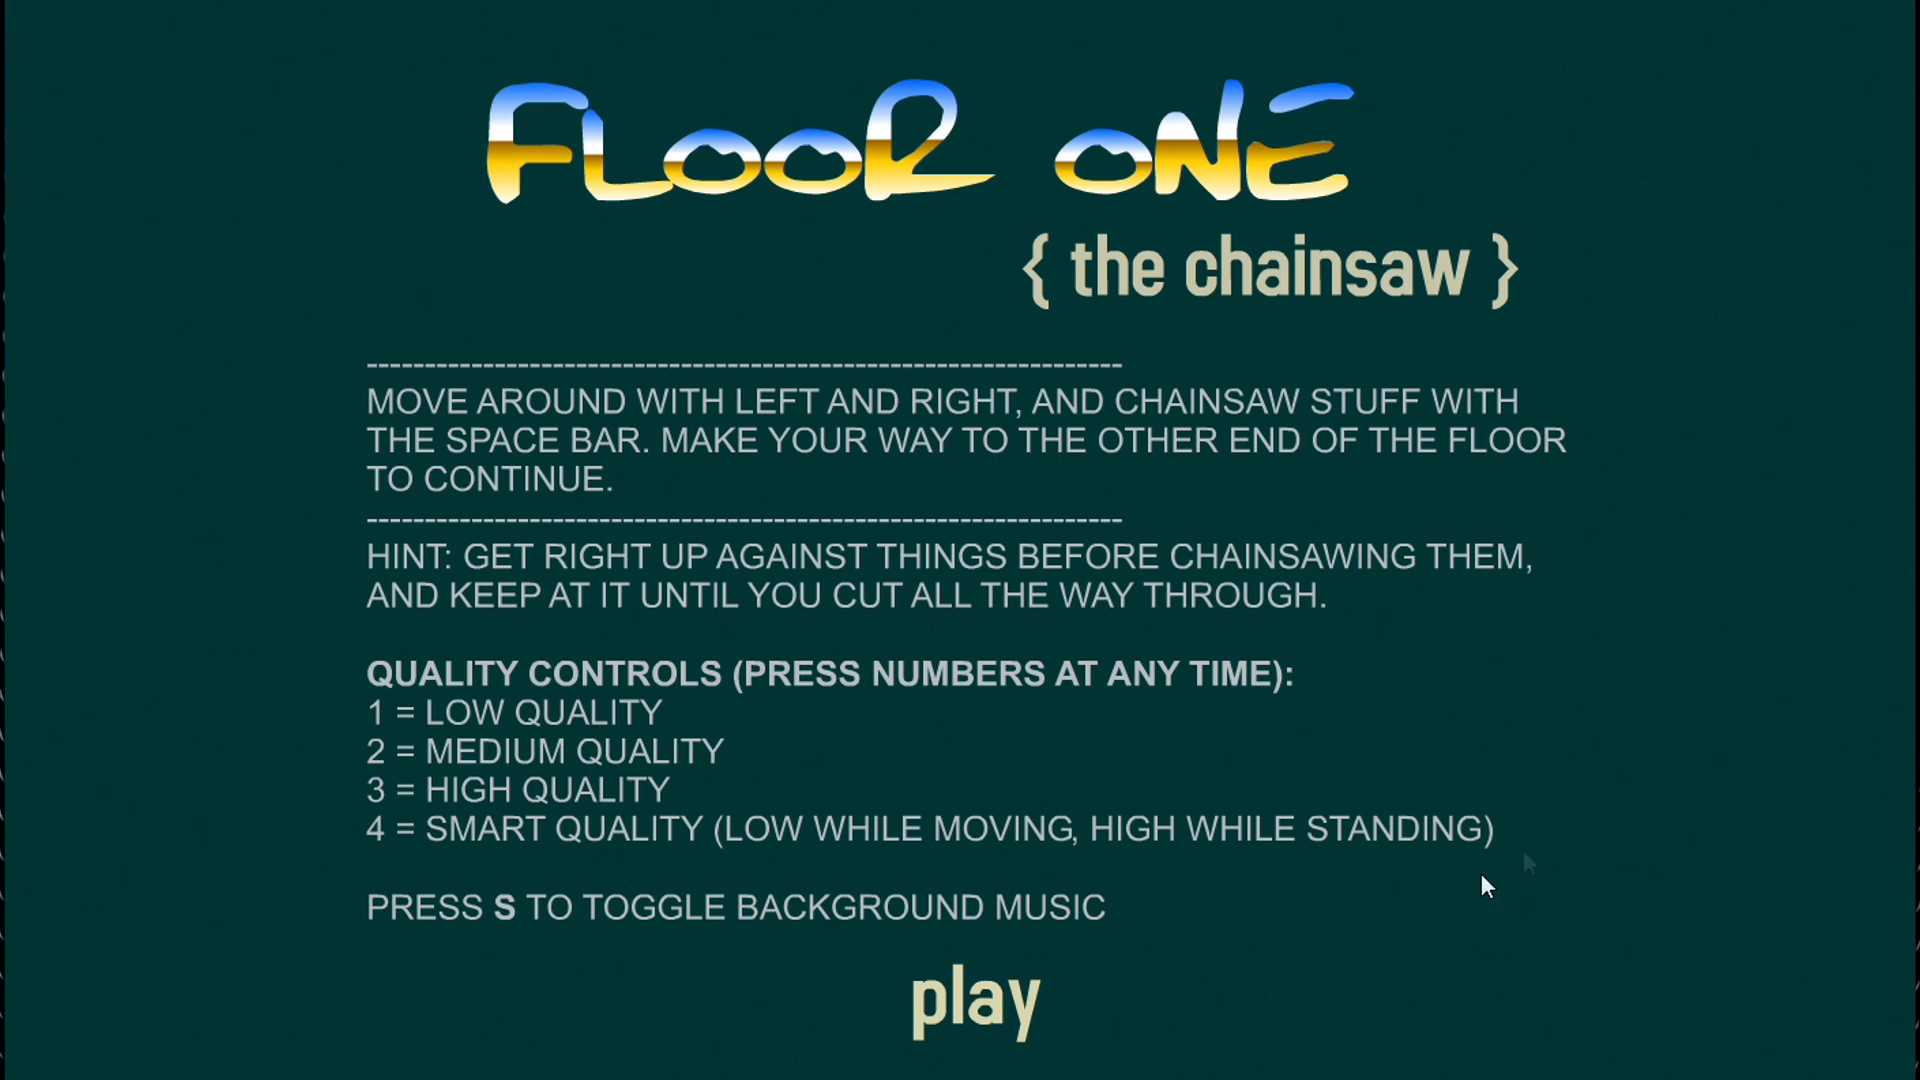 FLOOR ONE
{ the chainsaw }
-----------------------------------------------------------------
MOVE AROUND WITH LEFT AND RIGHT, AND CHAINSAW STUFF WITH
THE SPACE BAR. MAKE YOUR WAY TO THE OTHER END OF THE FLOOR
TO CONTINUE.
-----------------------------------------------------------------
HINT: GET RIGHT UP AGAINST THINGS BEFORE CHAINSAWING THEM,
AND KEEP AT IT UNTIL YOU CUT ALL THE WAY THROUGH.
QUALITY CONTROLS (PRESS NUMBERS AT ANY TIME):
1 = LOW QUALITY
2 = MEDIUM QUALITY
3 = HIGH QUALITY
4 = SMART QUALITY (LOW WHILE MOVING, HIGH WHILE STANDING)
PRESS S TO TOGGLE BACKGROUND MUSIC
play